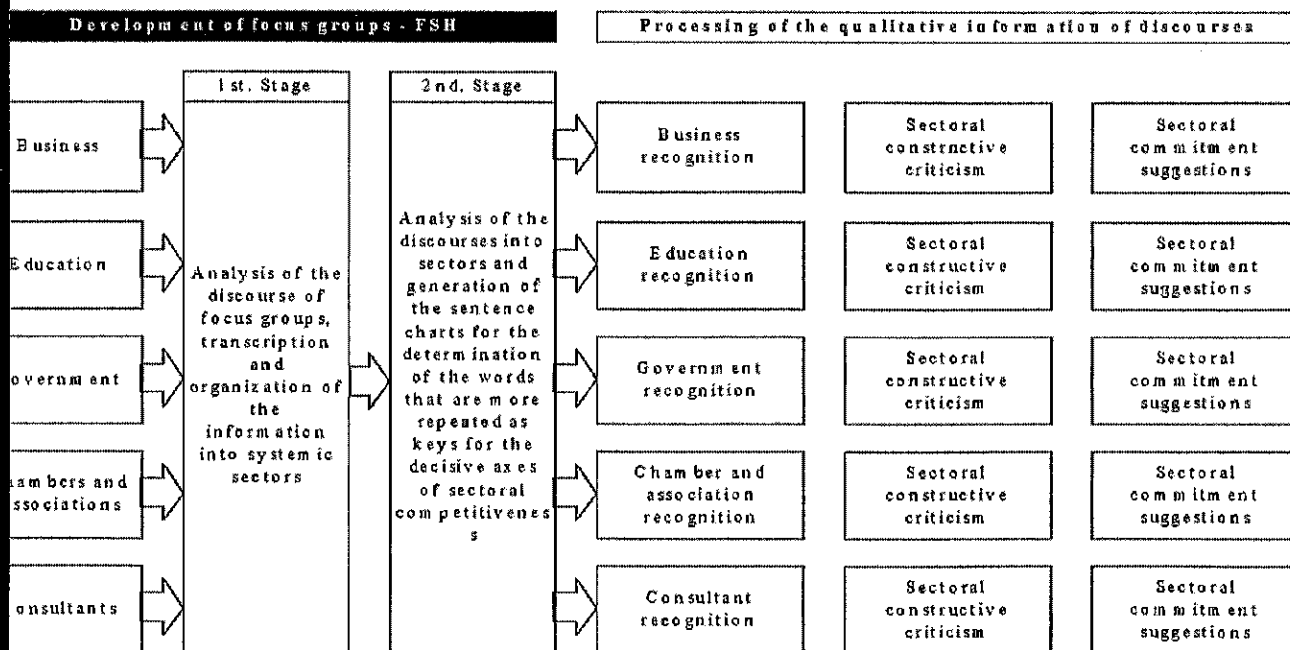 Development of focus groups - FSH
Processing of the qualitative information of discourses
1st. Stage
2nd. Stage
Business
Education
overnment
ambers and
ssociations
onsultants
Analysis of the
discourse of
focus groups,
transcription
and
organization of
the
information
into systemic
sectors
Analysis of the
discourses into
sectors and
generation of
the sentence
charts for the
determination
of the words
that are more
repeated as
keys for the
decisive axes
of sectoral
competitivenes
s
Business
recognition
Sectoral
constructive
criticism
Sectoral
commitment
suggestions
Education
recognition
Sectoral
constructive
criticism
Sectoral
commitment
suggestions
Government
recognition
Sectoral
constructive
criticism
Sectoral
commitment
suggestions
Chamber and
association
recognition
Sectoral
constructive
criticism
Sectoral
commitment
suggestions
Consultant
recognition
Sectoral
constructive
criticism
Sectoral
commitment
suggestions